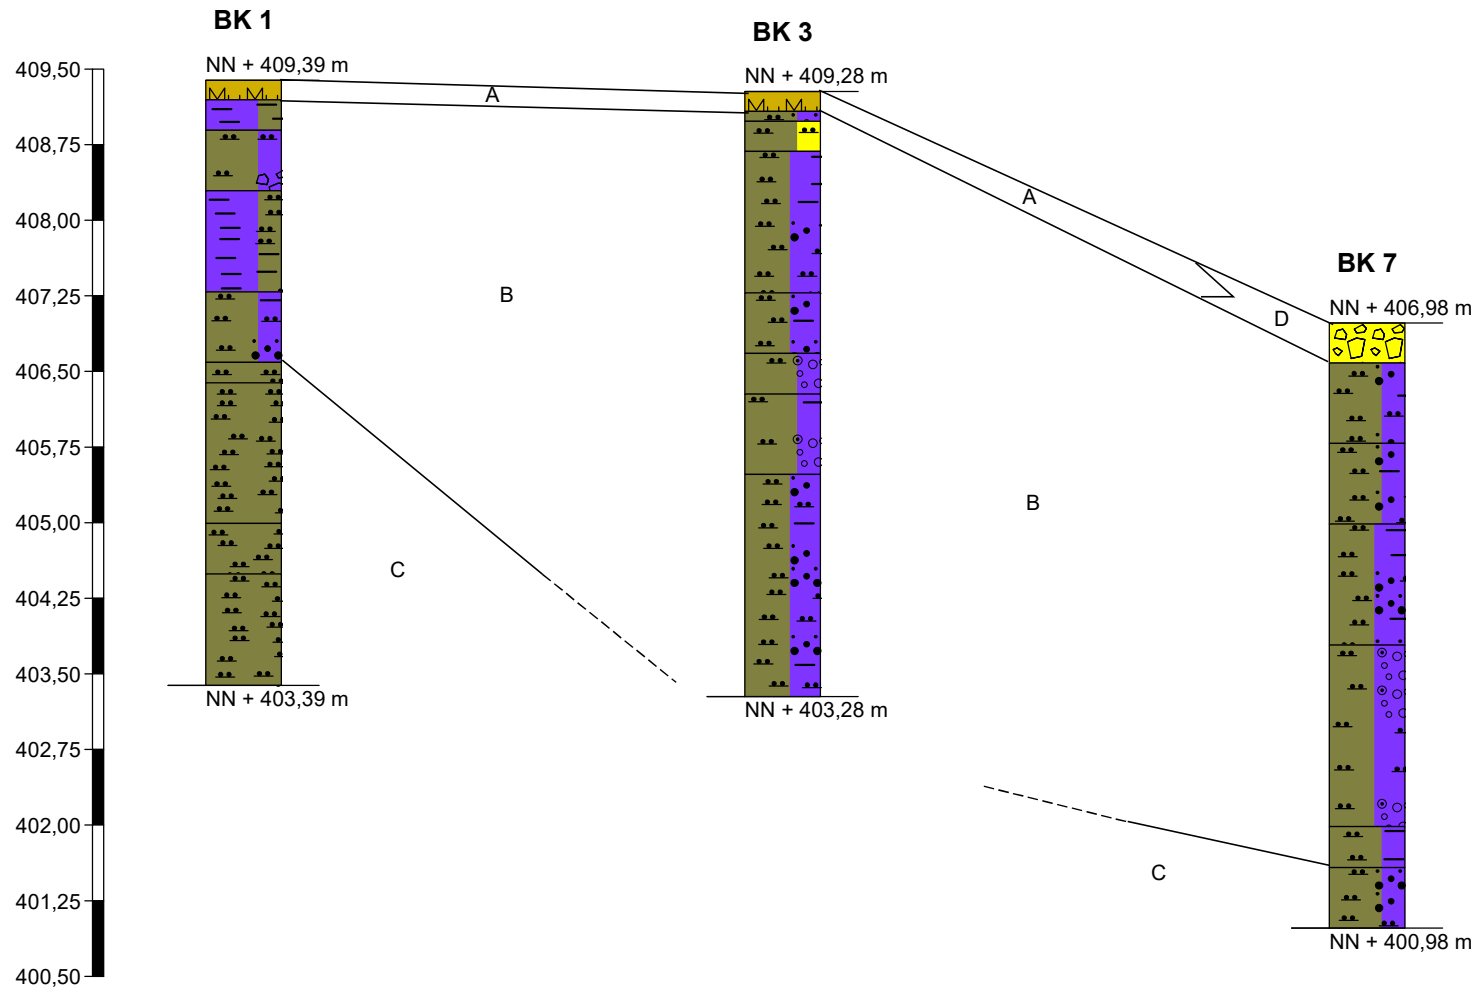 BK 1
BK 3
NN + 409,39 m
409,50
NN + 409,28 m
A
408,75
A
408,00
BK 7
B
407,25
NN + 406,98 m
D
406,50
405,75
B
405,00
C
404,25
403,50
NN + 403,39 m
NN + 403,28 m
402,75
402,00
C
401,25
NN + 400,98 m
400,50